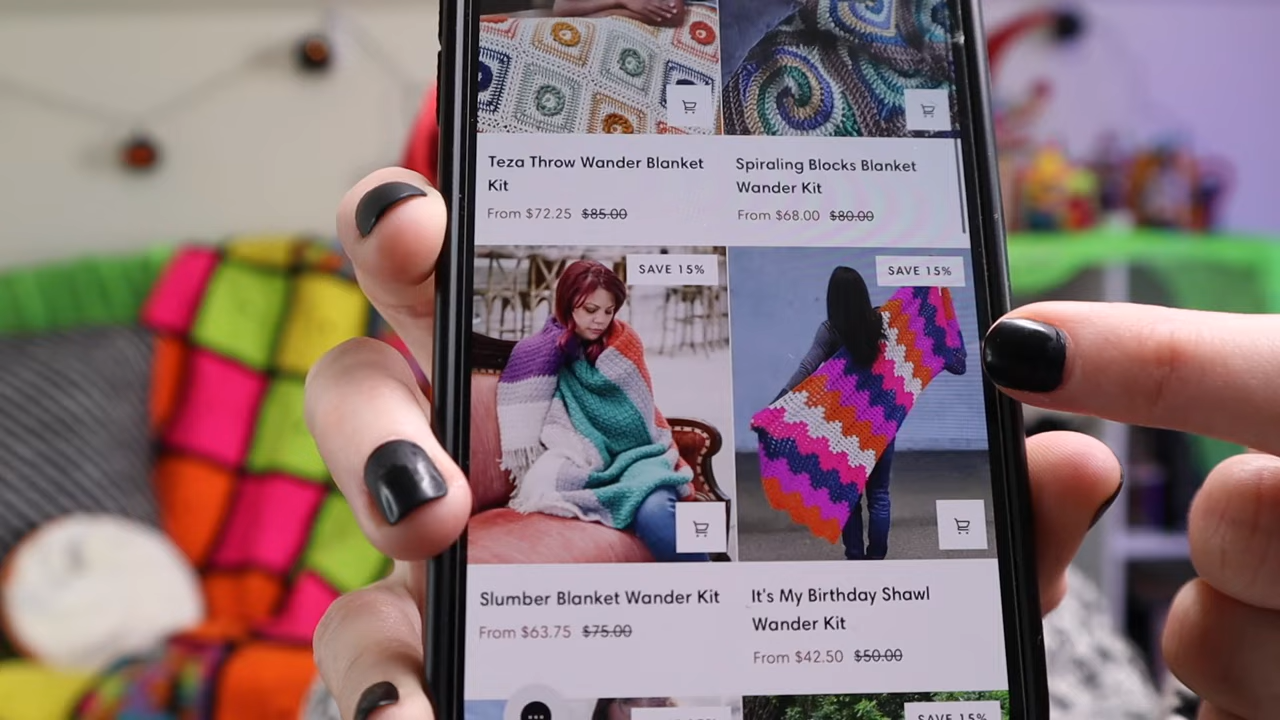 Teza Throw Wander Blanket
Kit
From $72.25 $85.00
Spiraling Blocks Blanket
Wander Kit
From $68.00 $80.00
SAVE 15%
SAVE 15%
Slumber Blanket Wander Kit
From $63.75 $75.00
It's My Birthday Shawl
Wander Kit
From $42.50 $50.00
SAVE 15%